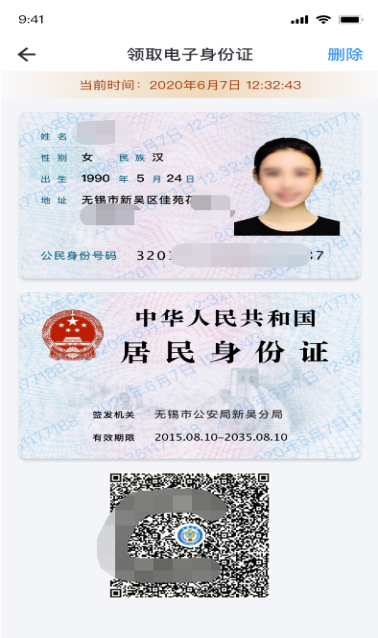 9:41
领取电子身份证 删除
当前时间：2020年6月7日 12:32:43
姓 名
性 别 女 民 族 汉
出 生 1990 年 5 月 24 日
地 址 无锡市新吴区佳苑花
公民身份号码 320 7
中华人民共和国
居民身份证
签发机关 无锡市公安局新吴分局
有效期限 2015.08.10-2035.08.10